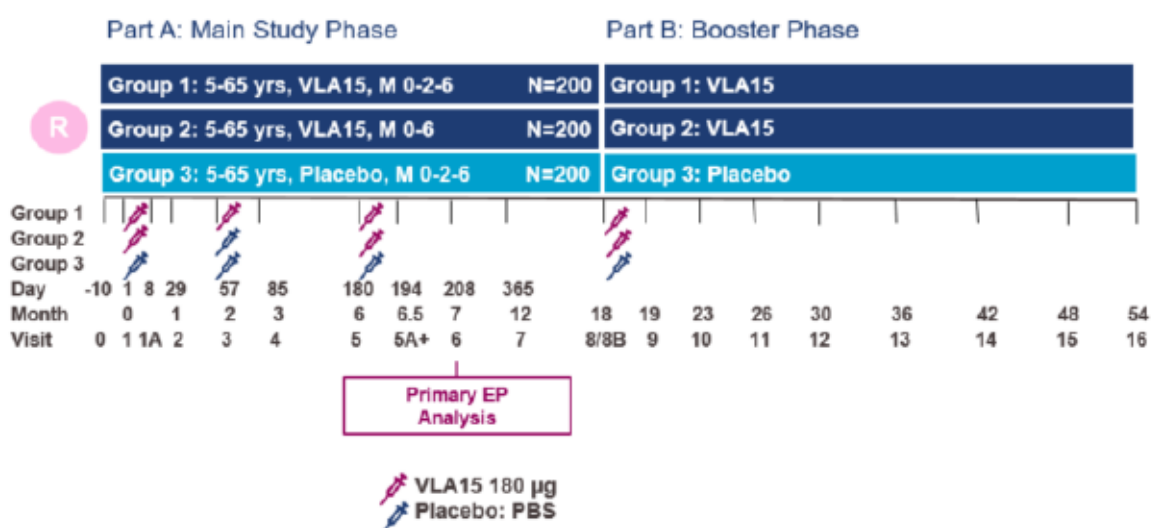 Part A: Main Study Phase Part B: Booster Phase
Group 1: 5-65 yrs, VLA15, M 0-2-6 N=200 Group 1: VLA15
R
Group 2: 5-65 yrs, VLA15, M 0-6 N=200 Group 2: VLA15
Group 3: 5-65 yrs, Placebo, M 0-2-6 N=200 Group 3: Placebo
Group 1
Group 2
Group 3
Day -10 1 8 29 57 85 180 194 208 365
Month 0 1 2 3 6 6.5 7 12 18 19 23 26 30 36 42 48 54
Visit 0 1 1A 2 3 4 5 5A+ 6 7 8/8B 9 10 11 12 13 14 15 16
Primary EP
Analysis
VLA15 180 µg
Placebo: PBS